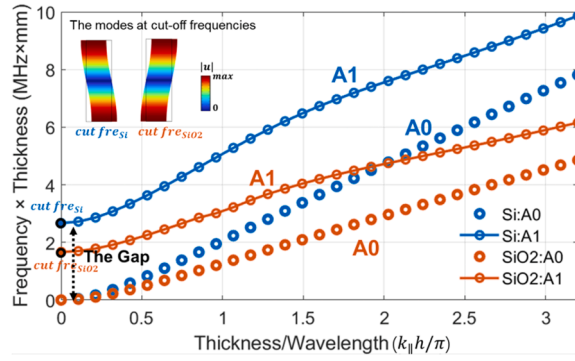 The modes at cut-off frequencies
|u|
max
0
cut fre_Si
cut fre_SiO2
A1
A0
A1
A0
cut fre_Si
cut fre_SiO2
The Gap
Si:A0
Si:A1
SiO2:A0
SiO2:A1
10
8
6
4
2
0
0
0.5
1
1.5
2
2.5
3
Frequency × Thickness (MHz×mm)
Thickness/Wavelength (k_∥h/π)